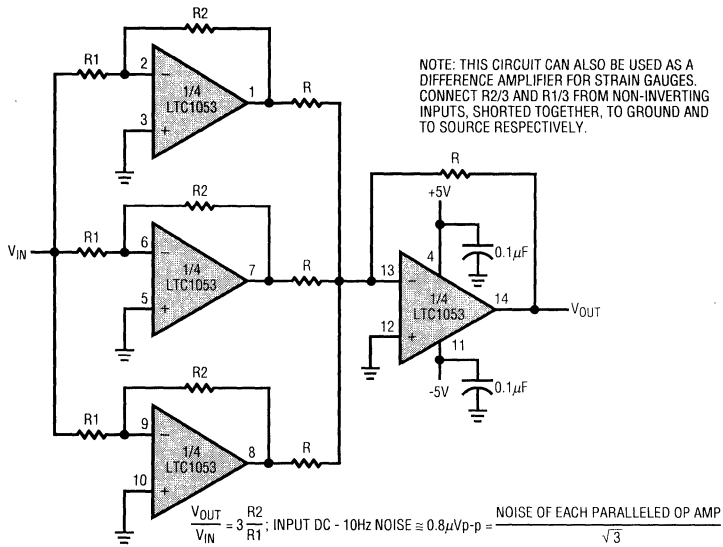 R2
R1
2
−
1/4
LTC1053
1
R
3
+
NOTE: THIS CIRCUIT CAN ALSO BE USED AS A
DIFFERENCE AMPLIFIER FOR STRAIN GAUGES.
CONNECT R2/3 AND R1/3 FROM NON-INVERTING
INPUTS, SHORTED TOGETHER, TO GROUND AND
TO SOURCE RESPECTIVELY.
R
+5V
R2
VIN
R1
6
−
1/4
LTC1053
7
R
5
+
4
0.1µF
13
−
1/4
LTC1053
14
VOUT
12
+
11
0.1µF
-5V
R2
R1
9
−
1/4
LTC1053
8
R
10
+
VOUT/VIN = 3 R2/R1; INPUT DC - 10Hz NOISE ≅ 0.8µVp-p = NOISE OF EACH PARALLELED OP AMP/√3